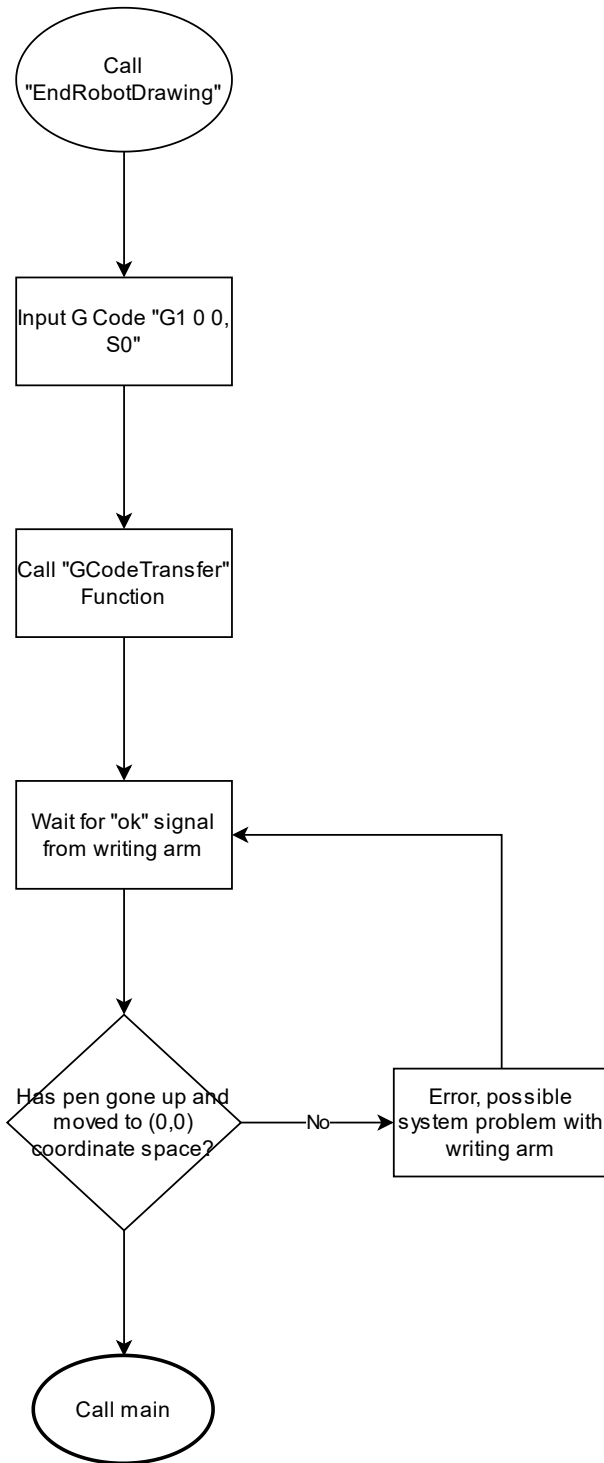 Call
"EndRobotDrawing"
Input G Code "G1 0 0,
S0"
Call "GCodeTransfer"
Function
Wait for "ok" signal
from writing arm
Has pen gone up and
moved to (0,0)
coordinate space?
No
Error, possible
system problem with
writing arm
Call main